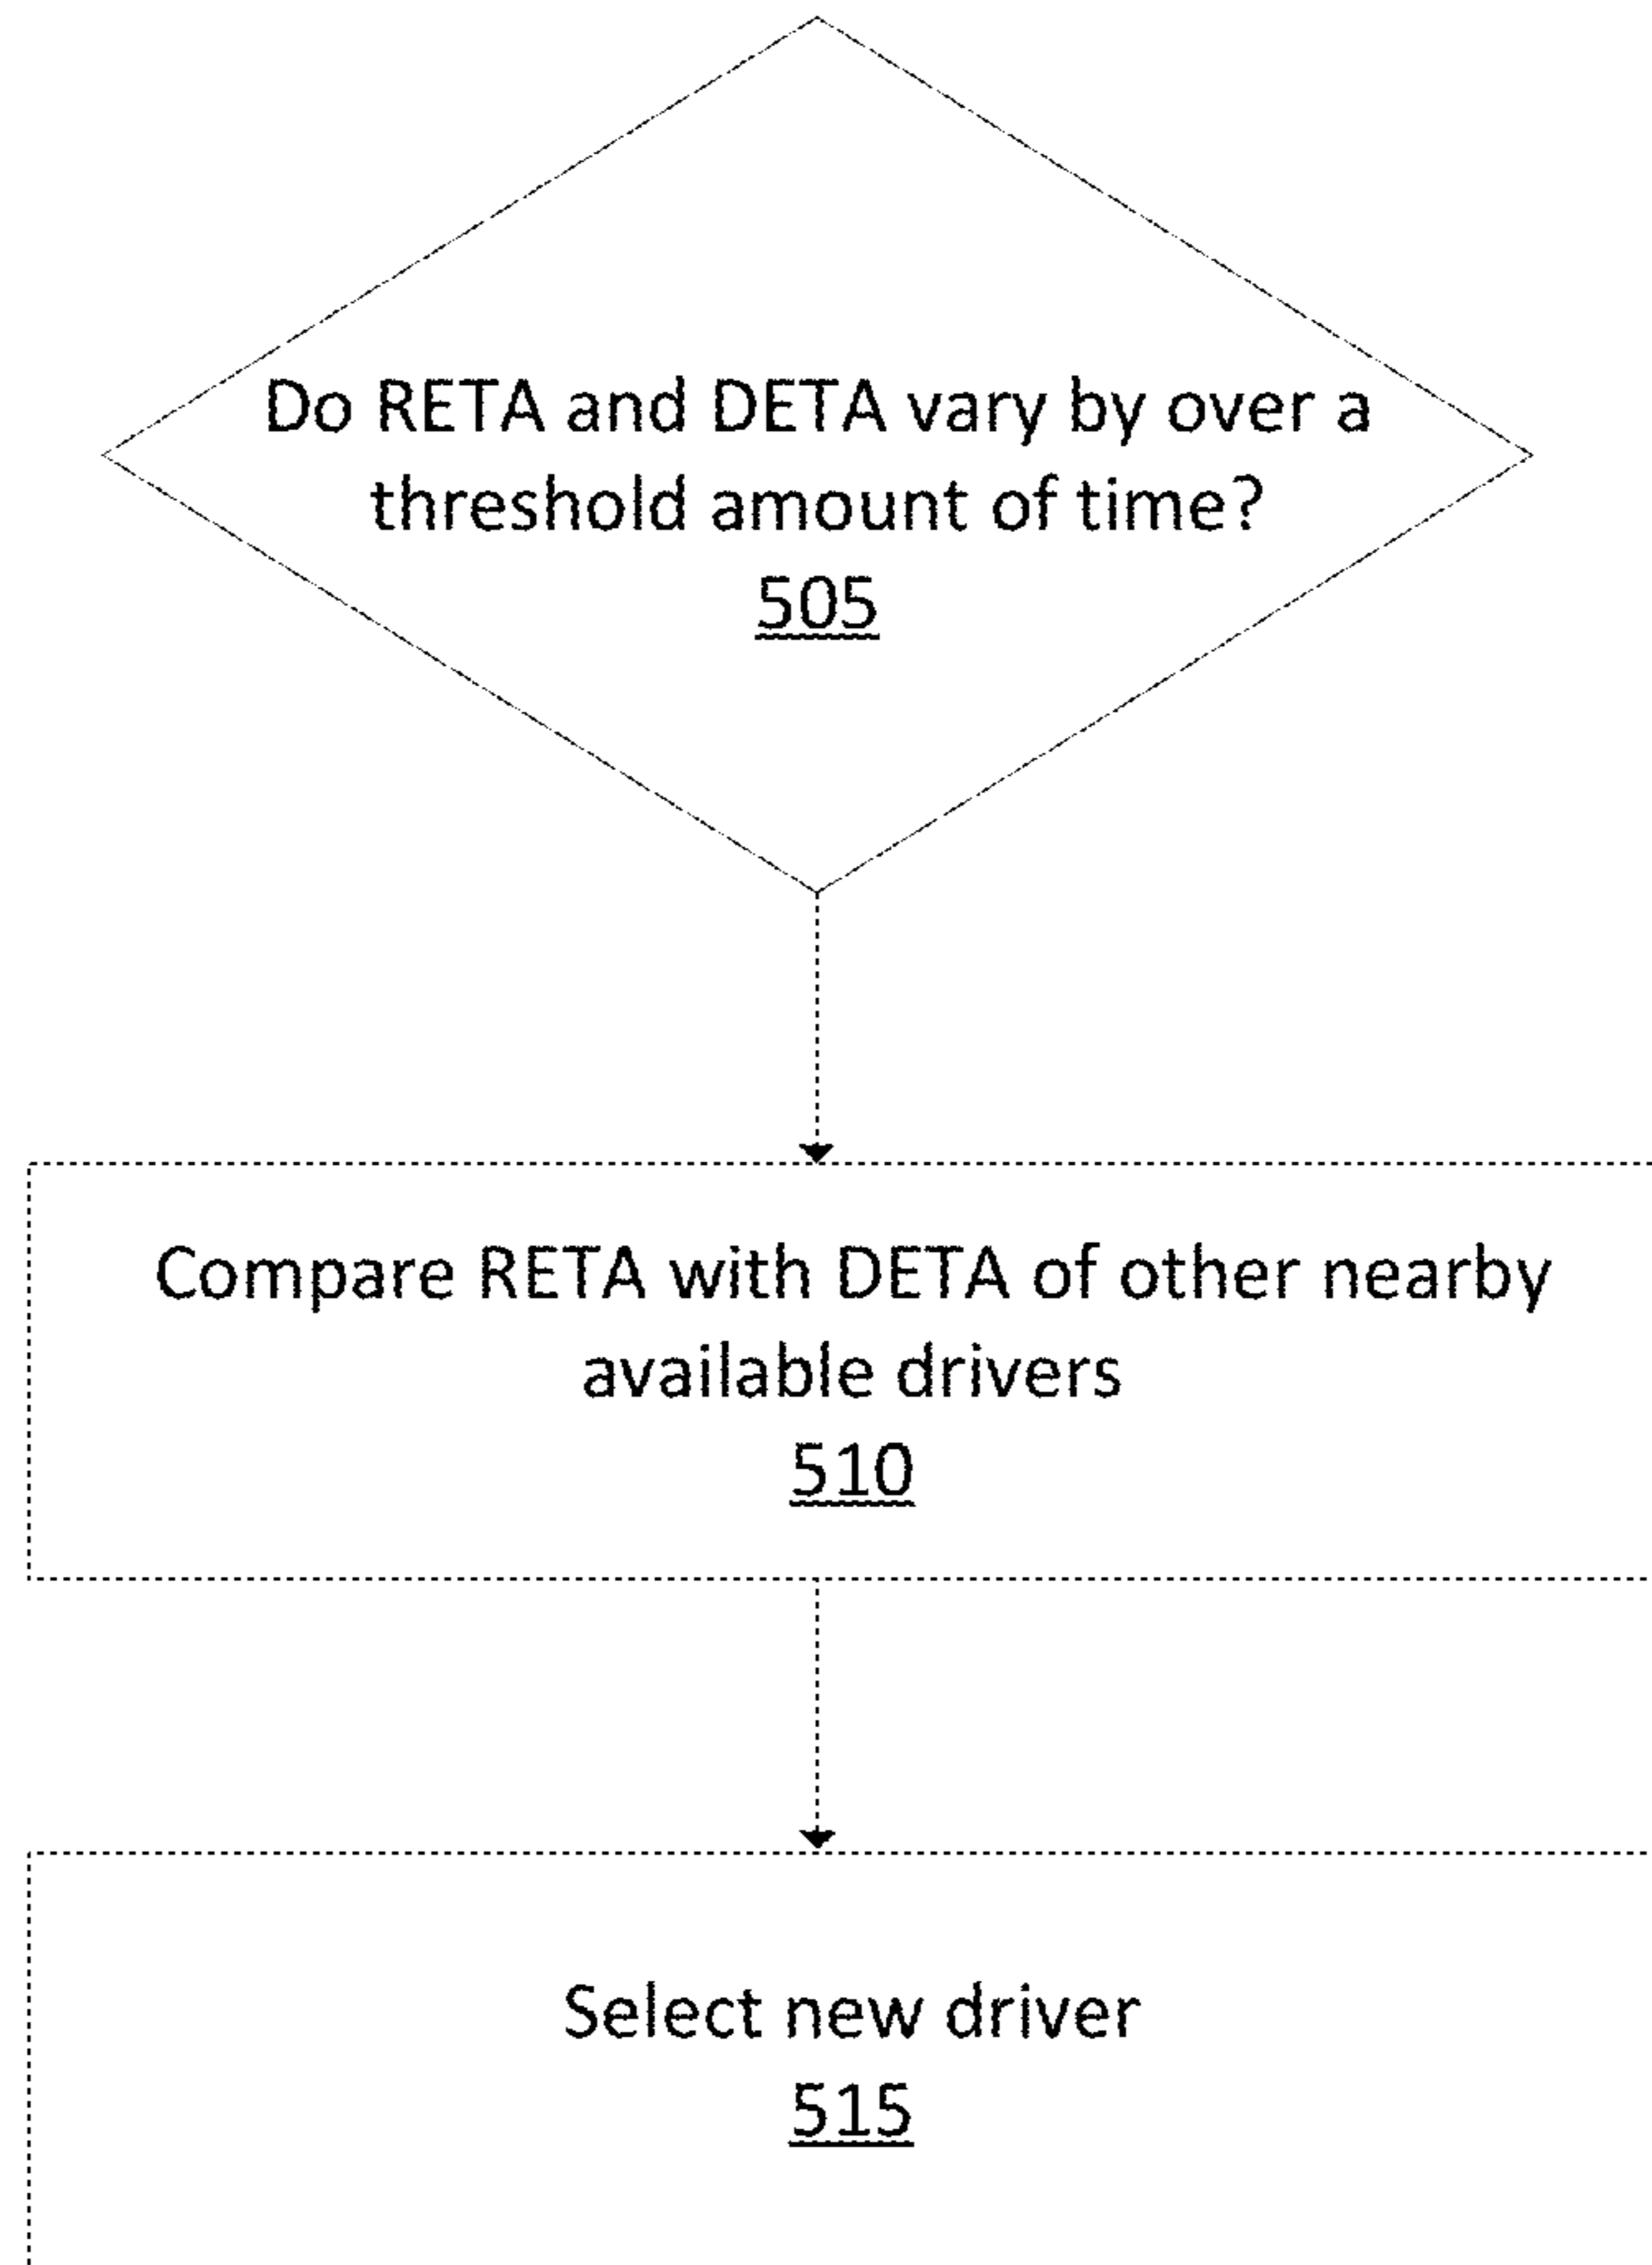 Do RETA and DETA vary by over a
threshold amount of time?
505
Compare RETA with DETA of other nearby
available drivers
510
Select new driver
515